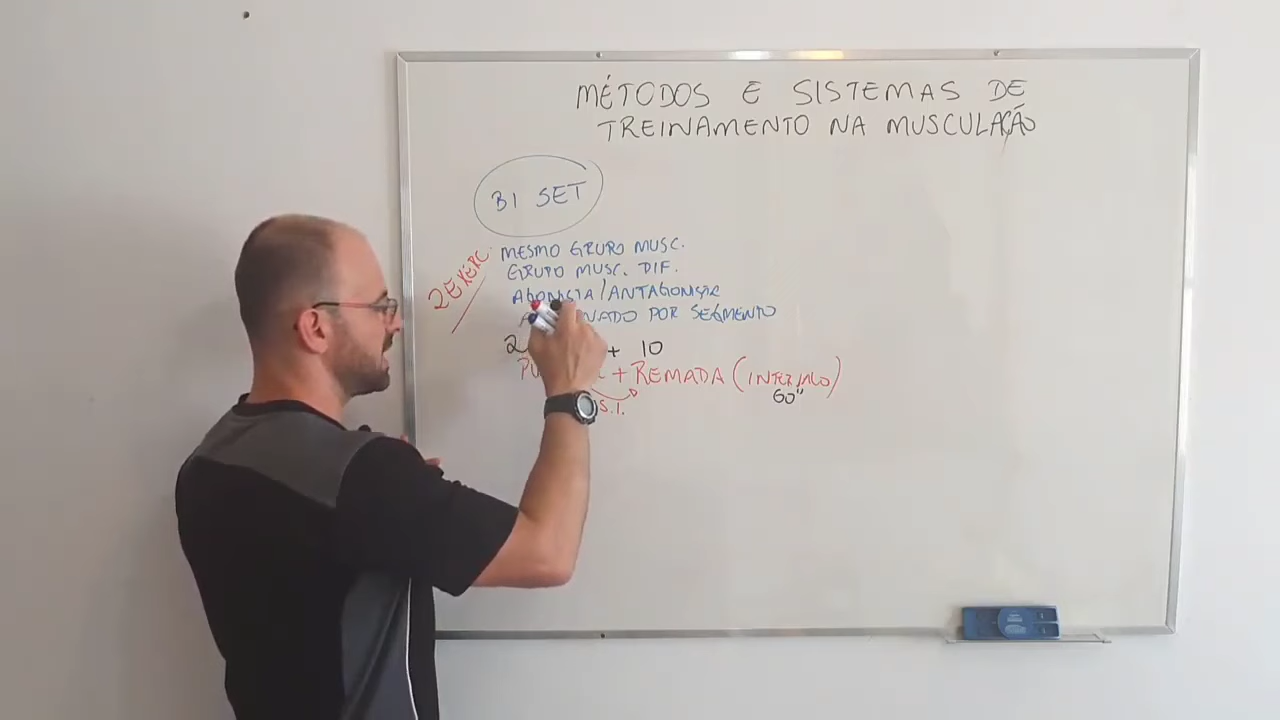 MÉTODOS E SISTEMAS DE
TREINAMENTO NA MUSCULAÇÃO
BI SET
2 EXERC.
MESMO GRUPO MUSC.
GRUPO MUSC. DIF.
AGONISTA/ANTAGONISTA
POR SEGMENTO
2 + 10
+ REMADA (INTERVALO)
60"
S.I.